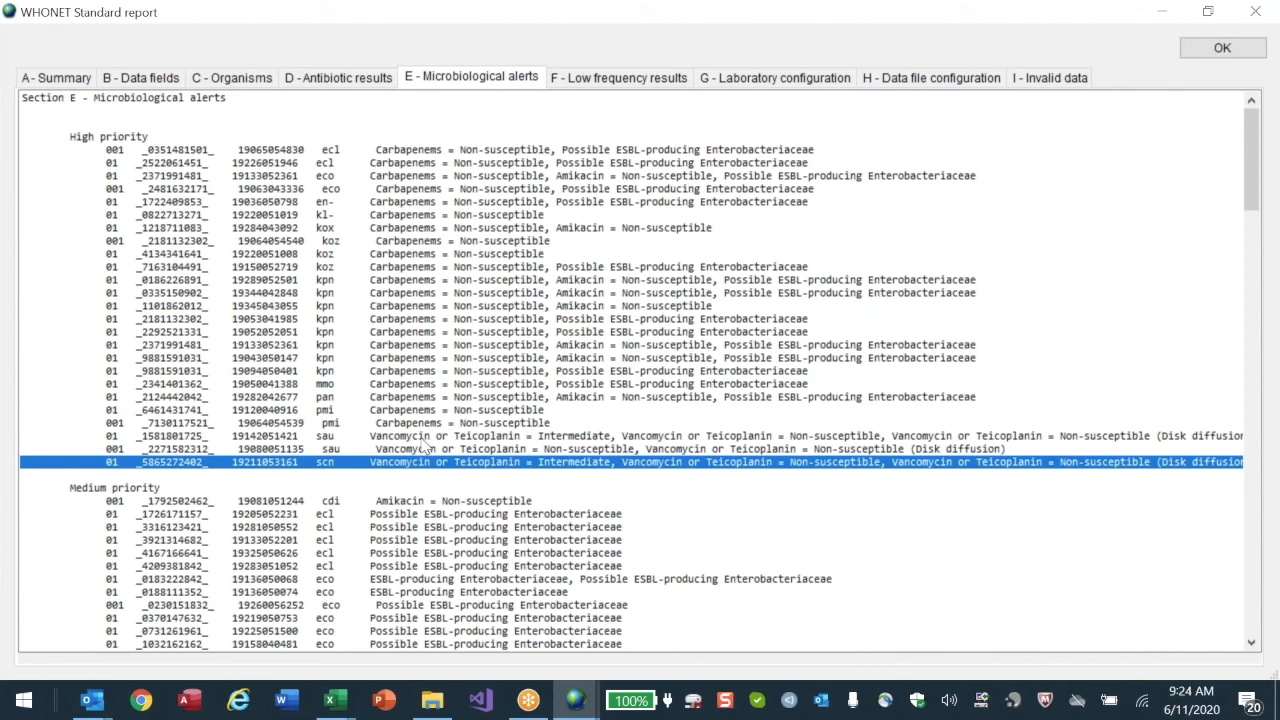 WHONET Standard report
OK
A - Summary B - Data fields C - Organisms D - Antibiotic results E - Microbiological alerts F - Low frequency results G - Laboratory configuration H - Data file configuration I - Invalid data
Section E - Microbiological alerts
High priority
001 _0351481501_ 19065054830 ecl Carbapenems = Non-susceptible, Possible ESBL-producing Enterobacteriaceae
01 _2522061451_ 19226051946 ecl Carbapenems = Non-susceptible, Possible ESBL-producing Enterobacteriaceae
01 _2371991481_ 19133052361 eco Carbapenems = Non-susceptible, Amikacin = Non-susceptible, Possible ESBL-producing Enterobacteriaceae
001 _2481632171_ 19063043336 eco Carbapenems = Non-susceptible, Possible ESBL-producing Enterobacteriaceae
01 _1722409853_ 19036050798 en- Carbapenems = Non-susceptible, Possible ESBL-producing Enterobacteriaceae
01 _0822713271_ 19220051019 kl- Carbapenems = Non-susceptible
01 _1218711083_ 19284043092 kox Carbapenems = Non-susceptible, Amikacin = Non-susceptible
001 _2181132302_ 19064054540 koz Carbapenems = Non-susceptible
01 _4134341641_ 19220051008 koz Carbapenems = Non-susceptible
01 _7163104491_ 19150052719 koz Carbapenems = Non-susceptible, Possible ESBL-producing Enterobacteriaceae
01 _0186226891_ 19289052501 kpn Carbapenems = Non-susceptible, Amikacin = Non-susceptible, Possible ESBL-producing Enterobacteriaceae
01 _0335150902_ 19344042848 kpn Carbapenems = Non-susceptible, Amikacin = Non-susceptible, Possible ESBL-producing Enterobacteriaceae
01 _1101862012_ 19345043055 kpn Carbapenems = Non-susceptible, Amikacin = Non-susceptible
01 _2181132302_ 19053041985 kpn Carbapenems = Non-susceptible, Possible ESBL-producing Enterobacteriaceae
01 _2292521331_ 19052052051 kpn Carbapenems = Non-susceptible, Possible ESBL-producing Enterobacteriaceae
01 _2371991481_ 19133052361 kpn Carbapenems = Non-susceptible, Amikacin = Non-susceptible, Possible ESBL-producing Enterobacteriaceae
01 _9881591031_ 19043050147 kpn Carbapenems = Non-susceptible, Amikacin = Non-susceptible, Possible ESBL-producing Enterobacteriaceae
01 _9881591031_ 19094050401 kpn Carbapenems = Non-susceptible, Possible ESBL-producing Enterobacteriaceae
01 _2341401362_ 19050041388 mmo Carbapenems = Non-susceptible, Possible ESBL-producing Enterobacteriaceae
01 _2124442042_ 19282042677 pan Carbapenems = Non-susceptible, Amikacin = Non-susceptible, Possible ESBL-producing Enterobacteriaceae
01 _6461431741_ 19120040916 pmi Carbapenems = Non-susceptible
001 _7130117521_ 19064054539 pmi Carbapenems = Non-susceptible
01 _1581801725_ 19142051421 sau Vancomycin or Teicoplanin = Intermediate, Vancomycin or Teicoplanin = Non-susceptible, Vancomycin or Teicoplanin = Non-susceptible (Disk diffusion
001 _2271582312_ 19080051135 sau Vancomycin or Teicoplanin = Non-susceptible, Vancomycin or Teicoplanin = Non-susceptible (Disk diffusion)
01 _5865272402_ 19211053161 scn Vancomycin or Teicoplanin = Intermediate, Vancomycin or Teicoplanin = Non-susceptible, Vancomycin or Teicoplanin = Non-susceptible (Disk diffusion
Medium priority
001 _1792502462_ 19081051244 cdi Amikacin = Non-susceptible
01 _1726171157_ 19205052231 ecl Possible ESBL-producing Enterobacteriaceae
01 _3316123421_ 19281050552 ecl Possible ESBL-producing Enterobacteriaceae
01 _3921314682_ 19133052201 ecl Possible ESBL-producing Enterobacteriaceae
01 _4167166641_ 19325050626 ecl Possible ESBL-producing Enterobacteriaceae
01 _4209381842_ 19283051052 ecl Possible ESBL-producing Enterobacteriaceae
01 _0183222842_ 19136050068 eco ESBL-producing Enterobacteriaceae, Possible ESBL-producing Enterobacteriaceae
01 _0188111352_ 19136050074 eco ESBL-producing Enterobacteriaceae
001 _0230151832_ 19260056252 eco Possible ESBL-producing Enterobacteriaceae
01 _0370147632_ 19219050753 eco Possible ESBL-producing Enterobacteriaceae
01 _0731261961_ 19225051500 eco Possible ESBL-producing Enterobacteriaceae
01 _1032162162_ 19158040481 eco Possible ESBL-producing Enterobacteriaceae
100%
9:24 AM
6/11/2020
20